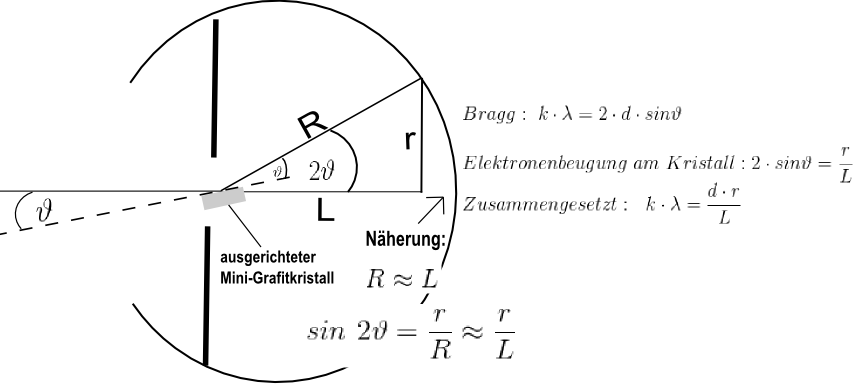 R
r
ϑ
2ϑ
ϑ
L
ausgerichteter
Mini-Grafitkristall
Näherung:
R ≈ L
sin 2ϑ = r/R ≈ r/L
Bragg : k · λ = 2 · d · sinϑ
Elektronenbeugung am Kristall : 2 · sinϑ = r/L
Zusammengesetzt : k · λ = d · r/L